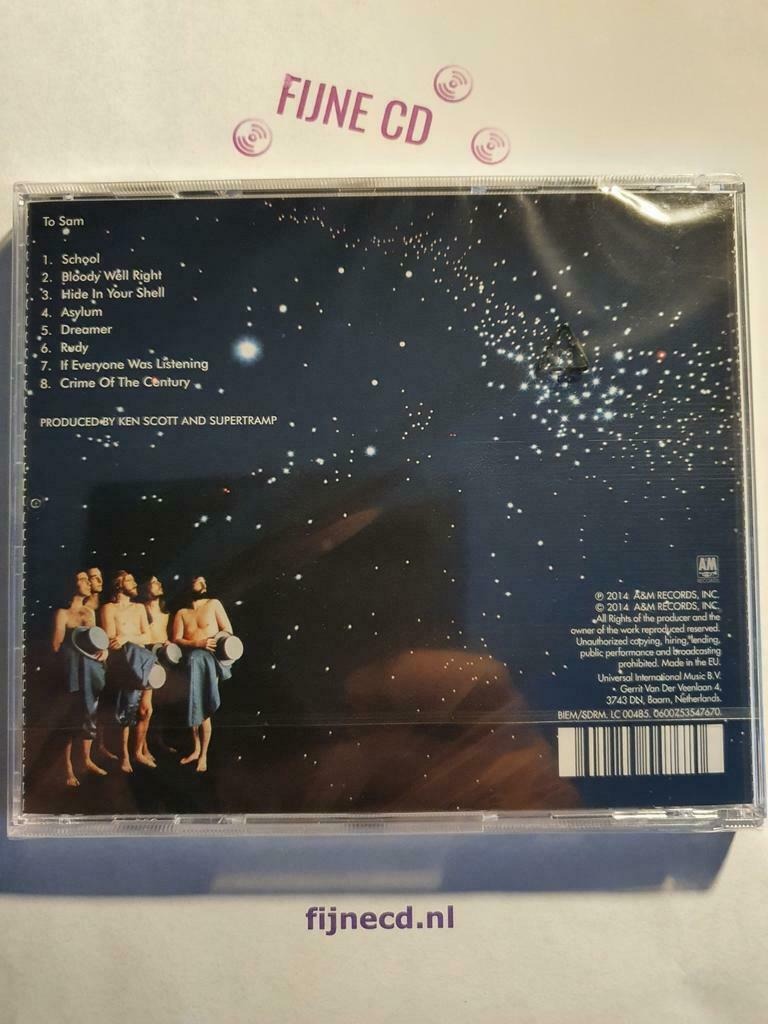 FIJNE CD
To Sam
1. School
2. Bloody Well Right
3. Hide In Your Shell
4. Asylum
5. Dreamer
6. Rudy
7. If Everyone Was Listening
8. Crime Of The Century
PRODUCED BY KEN SCOTT AND SUPERTRAMP
AM
RECORDS
℗ 2014 A&M RECORDS, INC.
© 2014 A&M RECORDS, INC.
All Rights of the producer and the
owner of the work reproduced reserved.
Unauthorized copying, hiring, lending,
public performance and broadcasting
prohibited. Made in the EU.
Universal International Music B.V.
Gerrit Van Der Veenlaan 4,
3743 DN, Baarn, Netherlands.
BIEM/SDRM. LC 00485. 0600753547670.
fijnecd.nl